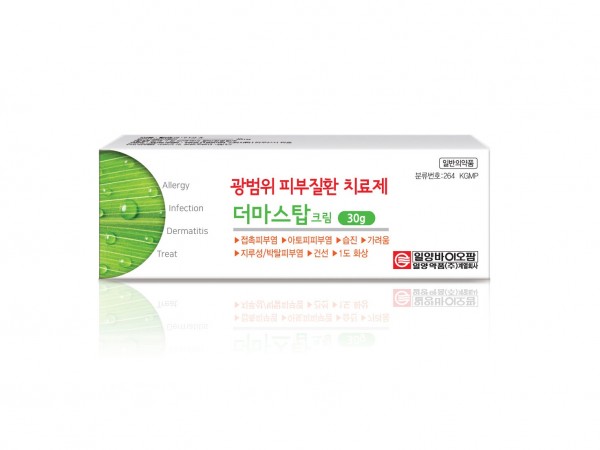 Allergy
Infection
Dermatitis
Treat
일반의약품
분류번호:264 KGMP
광범위 피부질환 치료제
더마스탑크림 30g
▶접촉피부염 ▶아토피피부염 ▶습진 ▶가려움
▶지루성/박탈피부염 ▶건선 ▶1도 화상
일양바이오팜
일양약품(주)계열회사